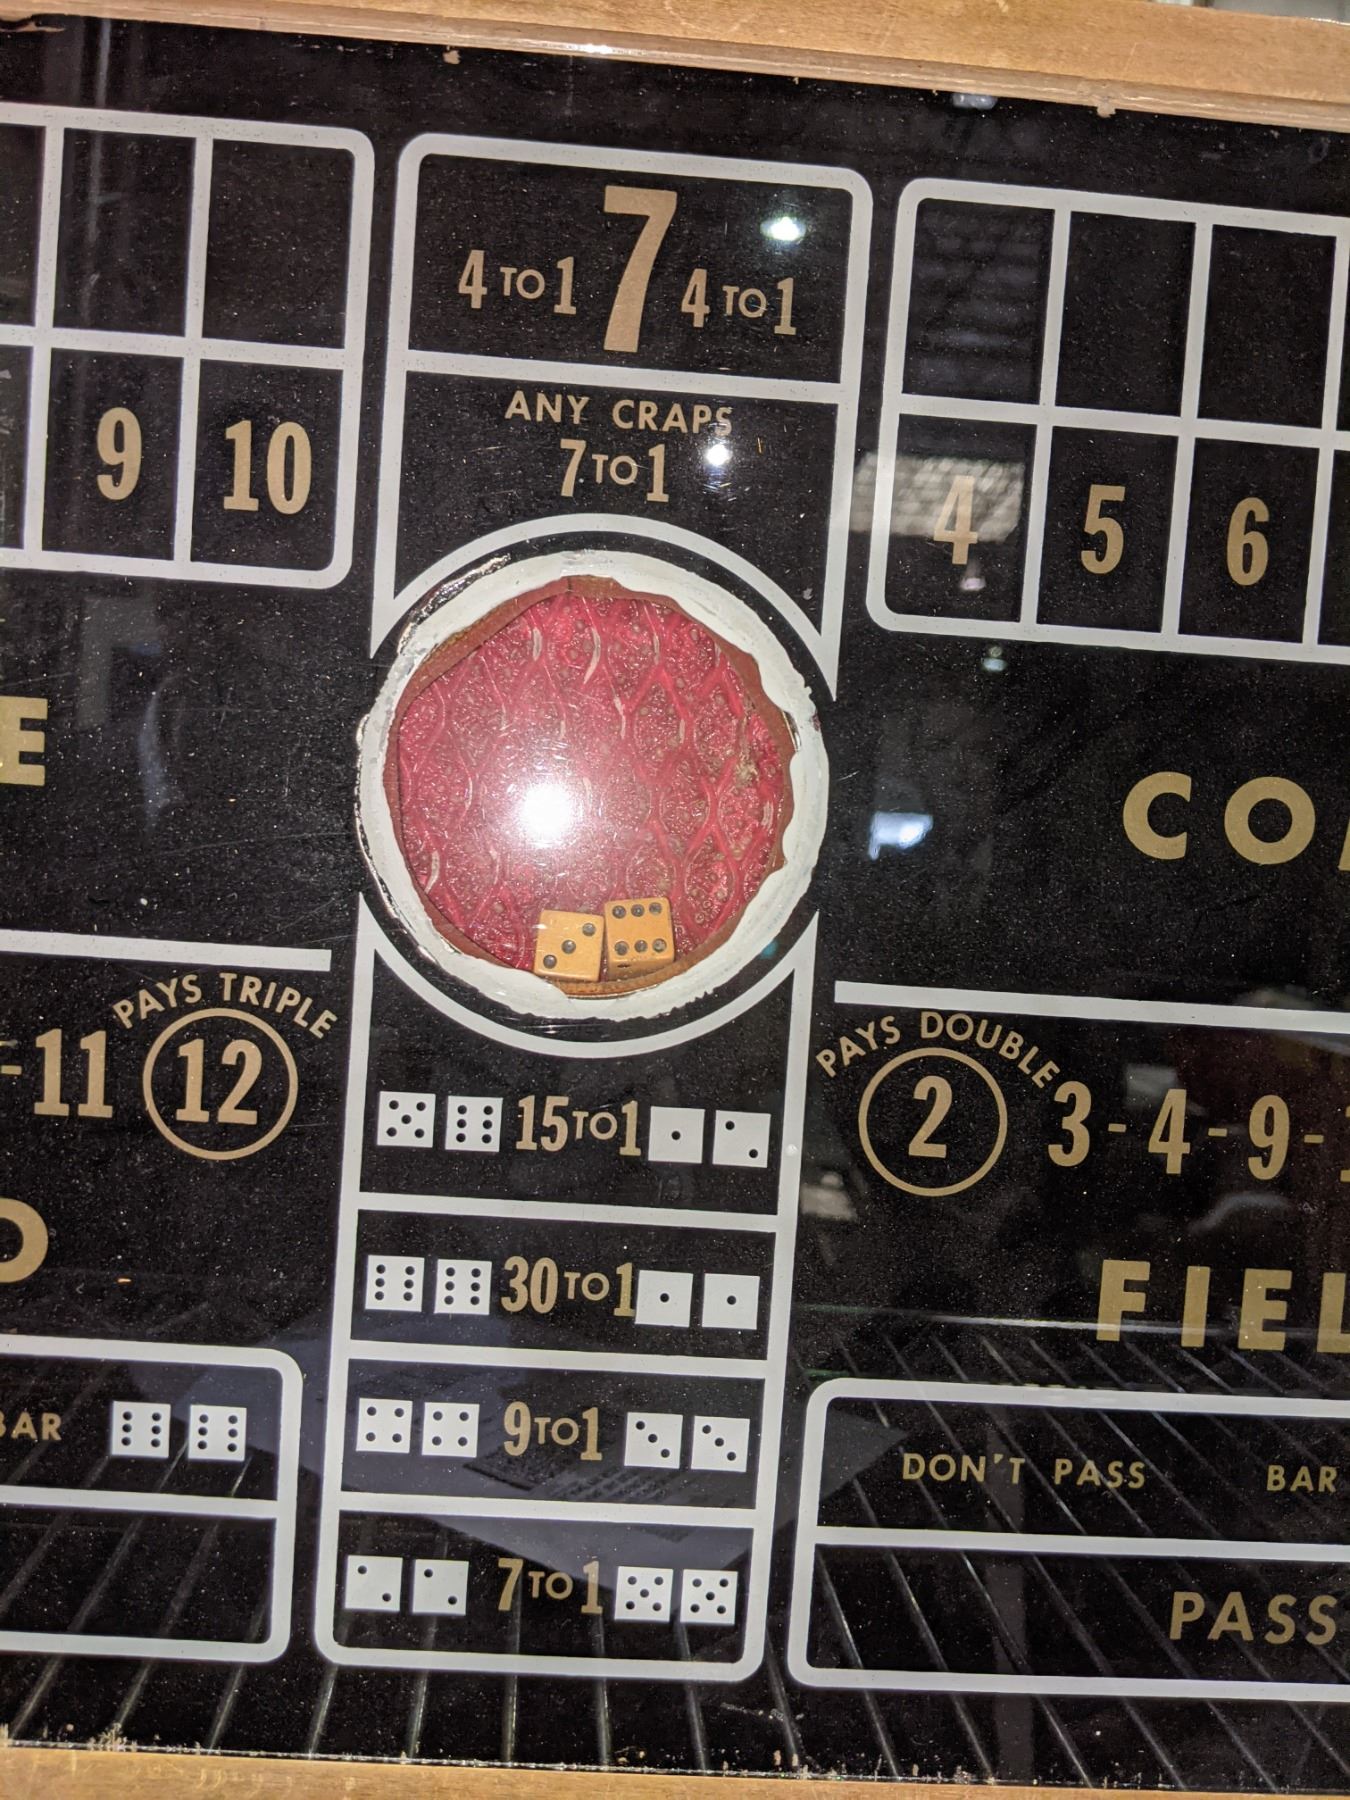 7
4 TO 1 4 TO 1
ANY CRAPS
7 TO 1
9 10
4 5 6
E
CO
PAYS TRIPLE
-11 12
PAYS DOUBLE
2 3-4-9-
15 TO 1
30 TO 1
FIEL
BAR
9 TO 1
DON'T PASS BAR
7 TO 1
PASS